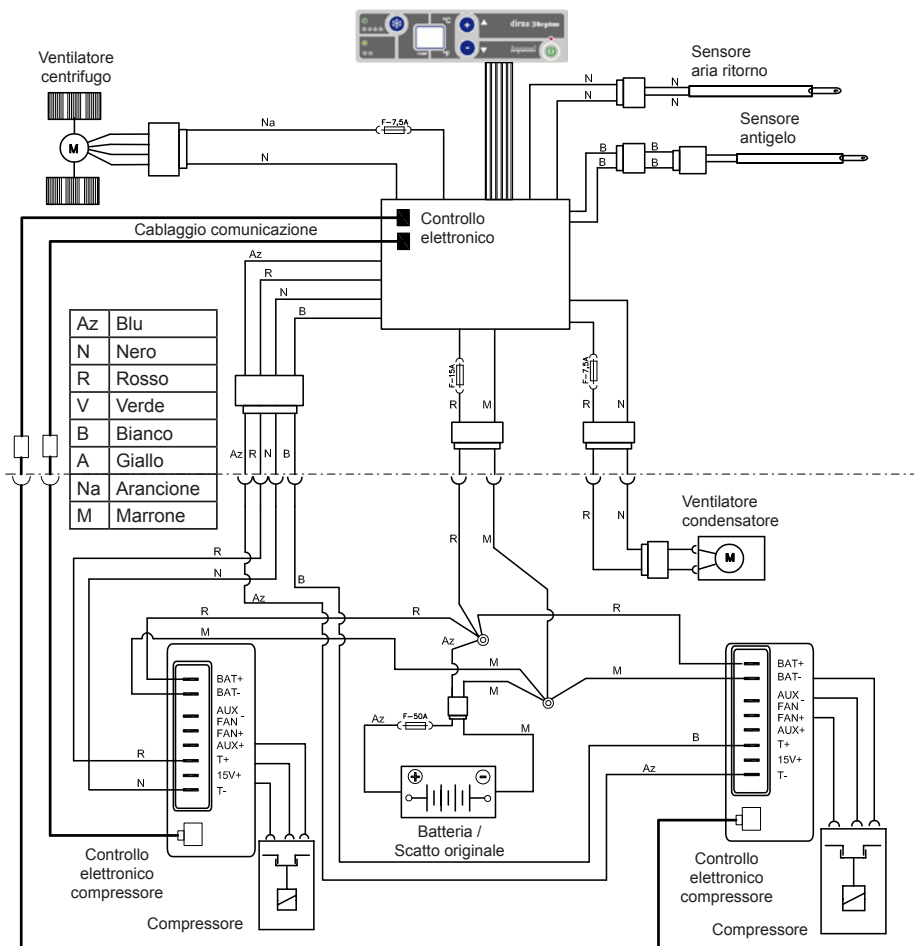 °C
dirna Bergstrom
°F
Ventilatore
centrifugo
Sensore
aria ritorno
Sensore
antigelo
M
Na
F-7,5A
N
N
N
N
N
B
B
B
B
Controllo
elettronico
Cablaggio comunicazione
Az
R
N
B
Az Blu
N Nero
R Rosso
V Verde
B Bianco
A Giallo
Na Arancione
M Marrone
F-15A
F-7,5A
R
M
R
N
Az
R
N
B
R
N
R
M
Ventilatore
condensatore
M
R
N
B
Az
R
R
R
M
Az
M
M
M
BAT+
BAT-
AUX
FAN -
FAN+
AUX+
T+
15V+
T-
R
N
Az
F-50A
M
+
-
Batteria /
Scatto originale
B
Az
BAT+
BAT-
AUX
FAN -
FAN+
AUX+
T+
15V+
T-
Controllo
elettronico
compressore
Compressore
Controllo
elettronico
compressore
Compressore